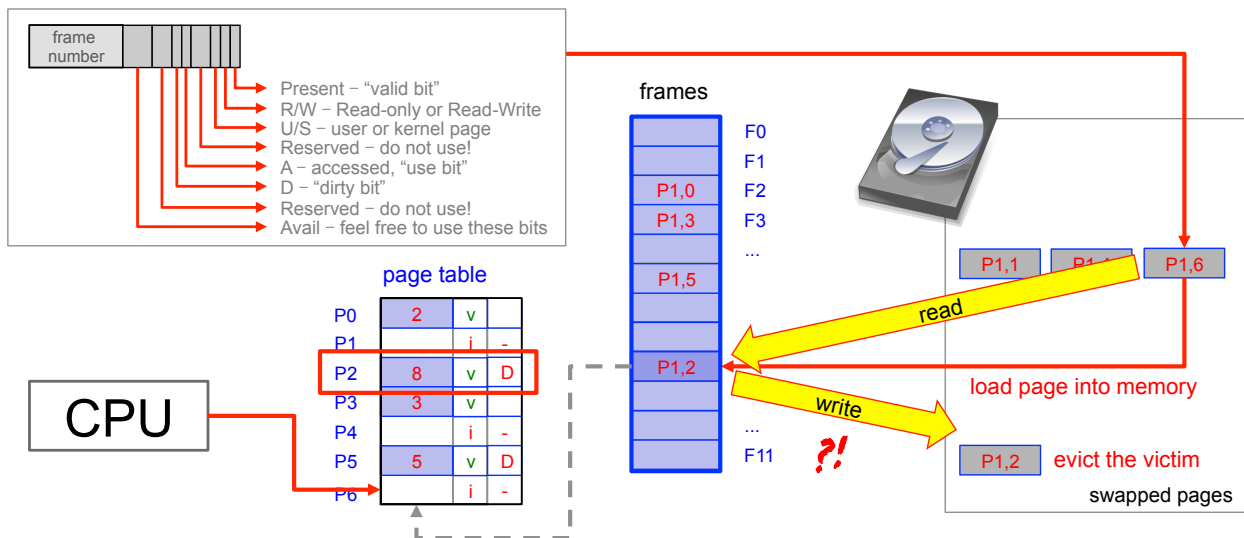 frame
number
Present – “valid bit”
R/W – Read-only or Read-Write
U/S – user or kernel page
Reserved – do not use!
A – accessed, “use bit”
D – “dirty bit”
Reserved – do not use!
Avail – feel free to use these bits
frames
F0
F1
P1,0 F2
P1,3 F3
...
P1,5
P1,2
...
F11
page table
P0 2 v
P1 i -
P2 8 v D
P3 3 v
P4 i -
P5 5 v D
P6 i -
CPU
P1,1 P1,6
read
load page into memory
write
?!
P1,2 evict the victim
swapped pages